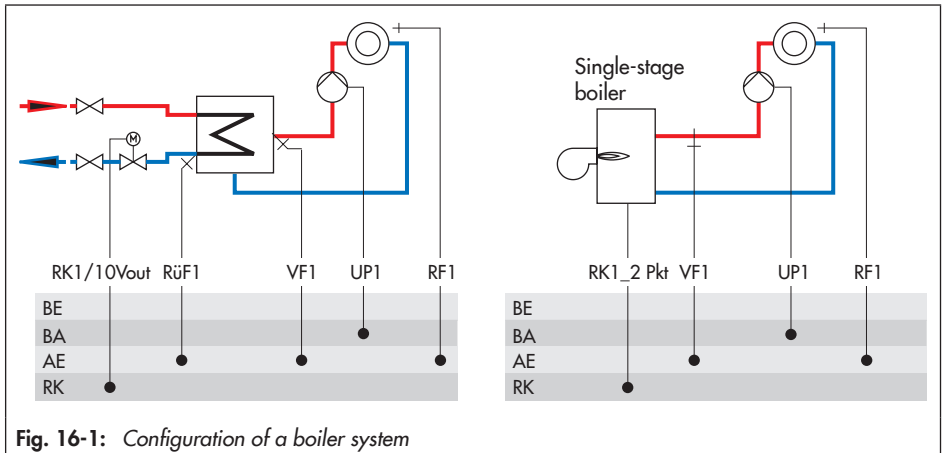 Single-stage
boiler
M
RK1/10Vout RüF1 VF1 UP1 RF1
RK1_2 Pkt VF1 UP1 RF1
BE
BA
AE
RK
BE
BA
AE
RK
Fig. 16-1: Configuration of a boiler system